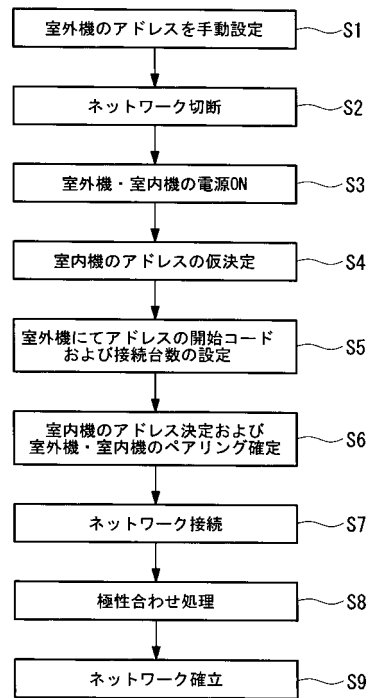 室外機のアドレスを手動設定 S1
ネットワーク切断 S2
室外機・室内機の電源ON S3
室内機のアドレスの仮決定 S4
室外機にてアドレスの開始コード
および接続台数の設定 S5
室内機のアドレス決定および
室外機・室内機のペアリング確定 S6
ネットワーク接続 S7
極性合わせ処理 S8
ネットワーク確立 S9